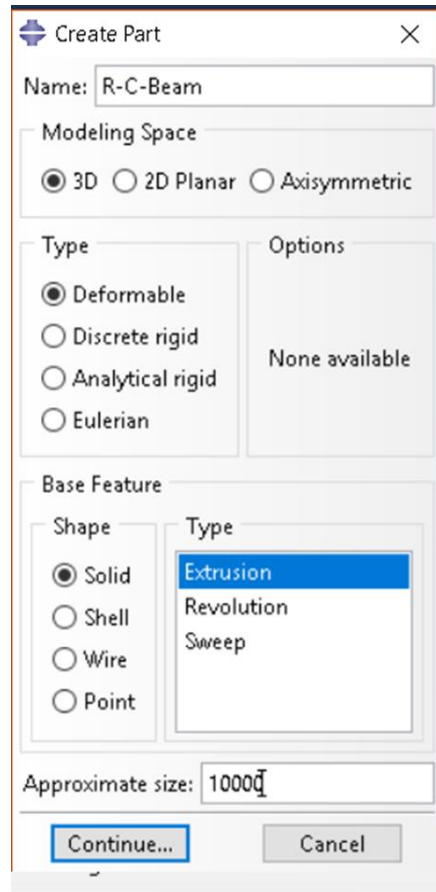 Create Part
Name: R-C-Beam
Modeling Space
3D 2D Planar Axisymmetric
Type
Deformable
Discrete rigid
Analytical rigid
Eulerian
Options
None available
Base Feature
Shape
Solid
Shell
Wire
Point
Type
Extrusion
Revolution
Sweep
Approximate size: 10000
Continue... Cancel